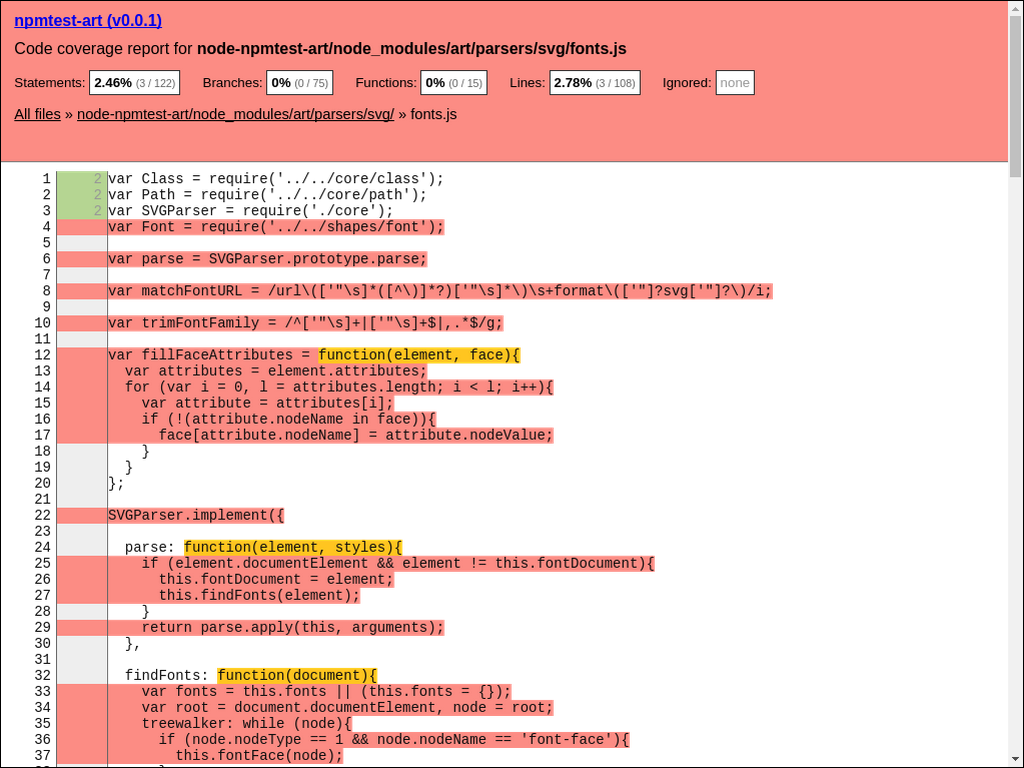 npmtest-art (v0.0.1)
Code coverage report for node-npmtest-art/node_modules/art/parsers/svg/fonts.js
Statements: 2.46% (3 / 122) Branches: 0% (0 / 75) Functions: 0% (0 / 15) Lines: 2.78% (3 / 108) Ignored: none
All files » node-npmtest-art/node_modules/art/parsers/svg/ » fonts.js
1 2 var Class = require('../../core/class');
2 2 var Path = require('../../core/path');
3 2 var SVGParser = require('./core');
4 var Font = require('../../shapes/font');
5
6 var parse = SVGParser.prototype.parse;
7
8 var matchFontURL = /url\(['"\s]*([^\)]*?)['"\s]*\)\s+format\(['"]?svg['"]?\)/i;
9
10 var trimFontFamily = /^['"\s]+|['"\s]+$|,.*$/g;
11
12 var fillFaceAttributes = function(element, face){
13   var attributes = element.attributes;
14   for (var i = 0, l = attributes.length; i < l; i++){
15     var attribute = attributes[i];
16     if (!(attribute.nodeName in face)){
17       face[attribute.nodeName] = attribute.nodeValue;
18     }
19   }
20 };
21
22 SVGParser.implement({
23
24   parse: function(element, styles){
25     if (element.documentElement && element != this.fontDocument){
26       this.fontDocument = element;
27       this.findFonts(element);
28     }
29     return parse.apply(this, arguments);
30   },
31
32   findFonts: function(document){
33     var fonts = this.fonts || (this.fonts = {});
34     var root = document.documentElement, node = root;
35     treewalker: while (node){
36       if (node.nodeType == 1 && node.nodeName == 'font-face'){
37         this.fontFace(node);